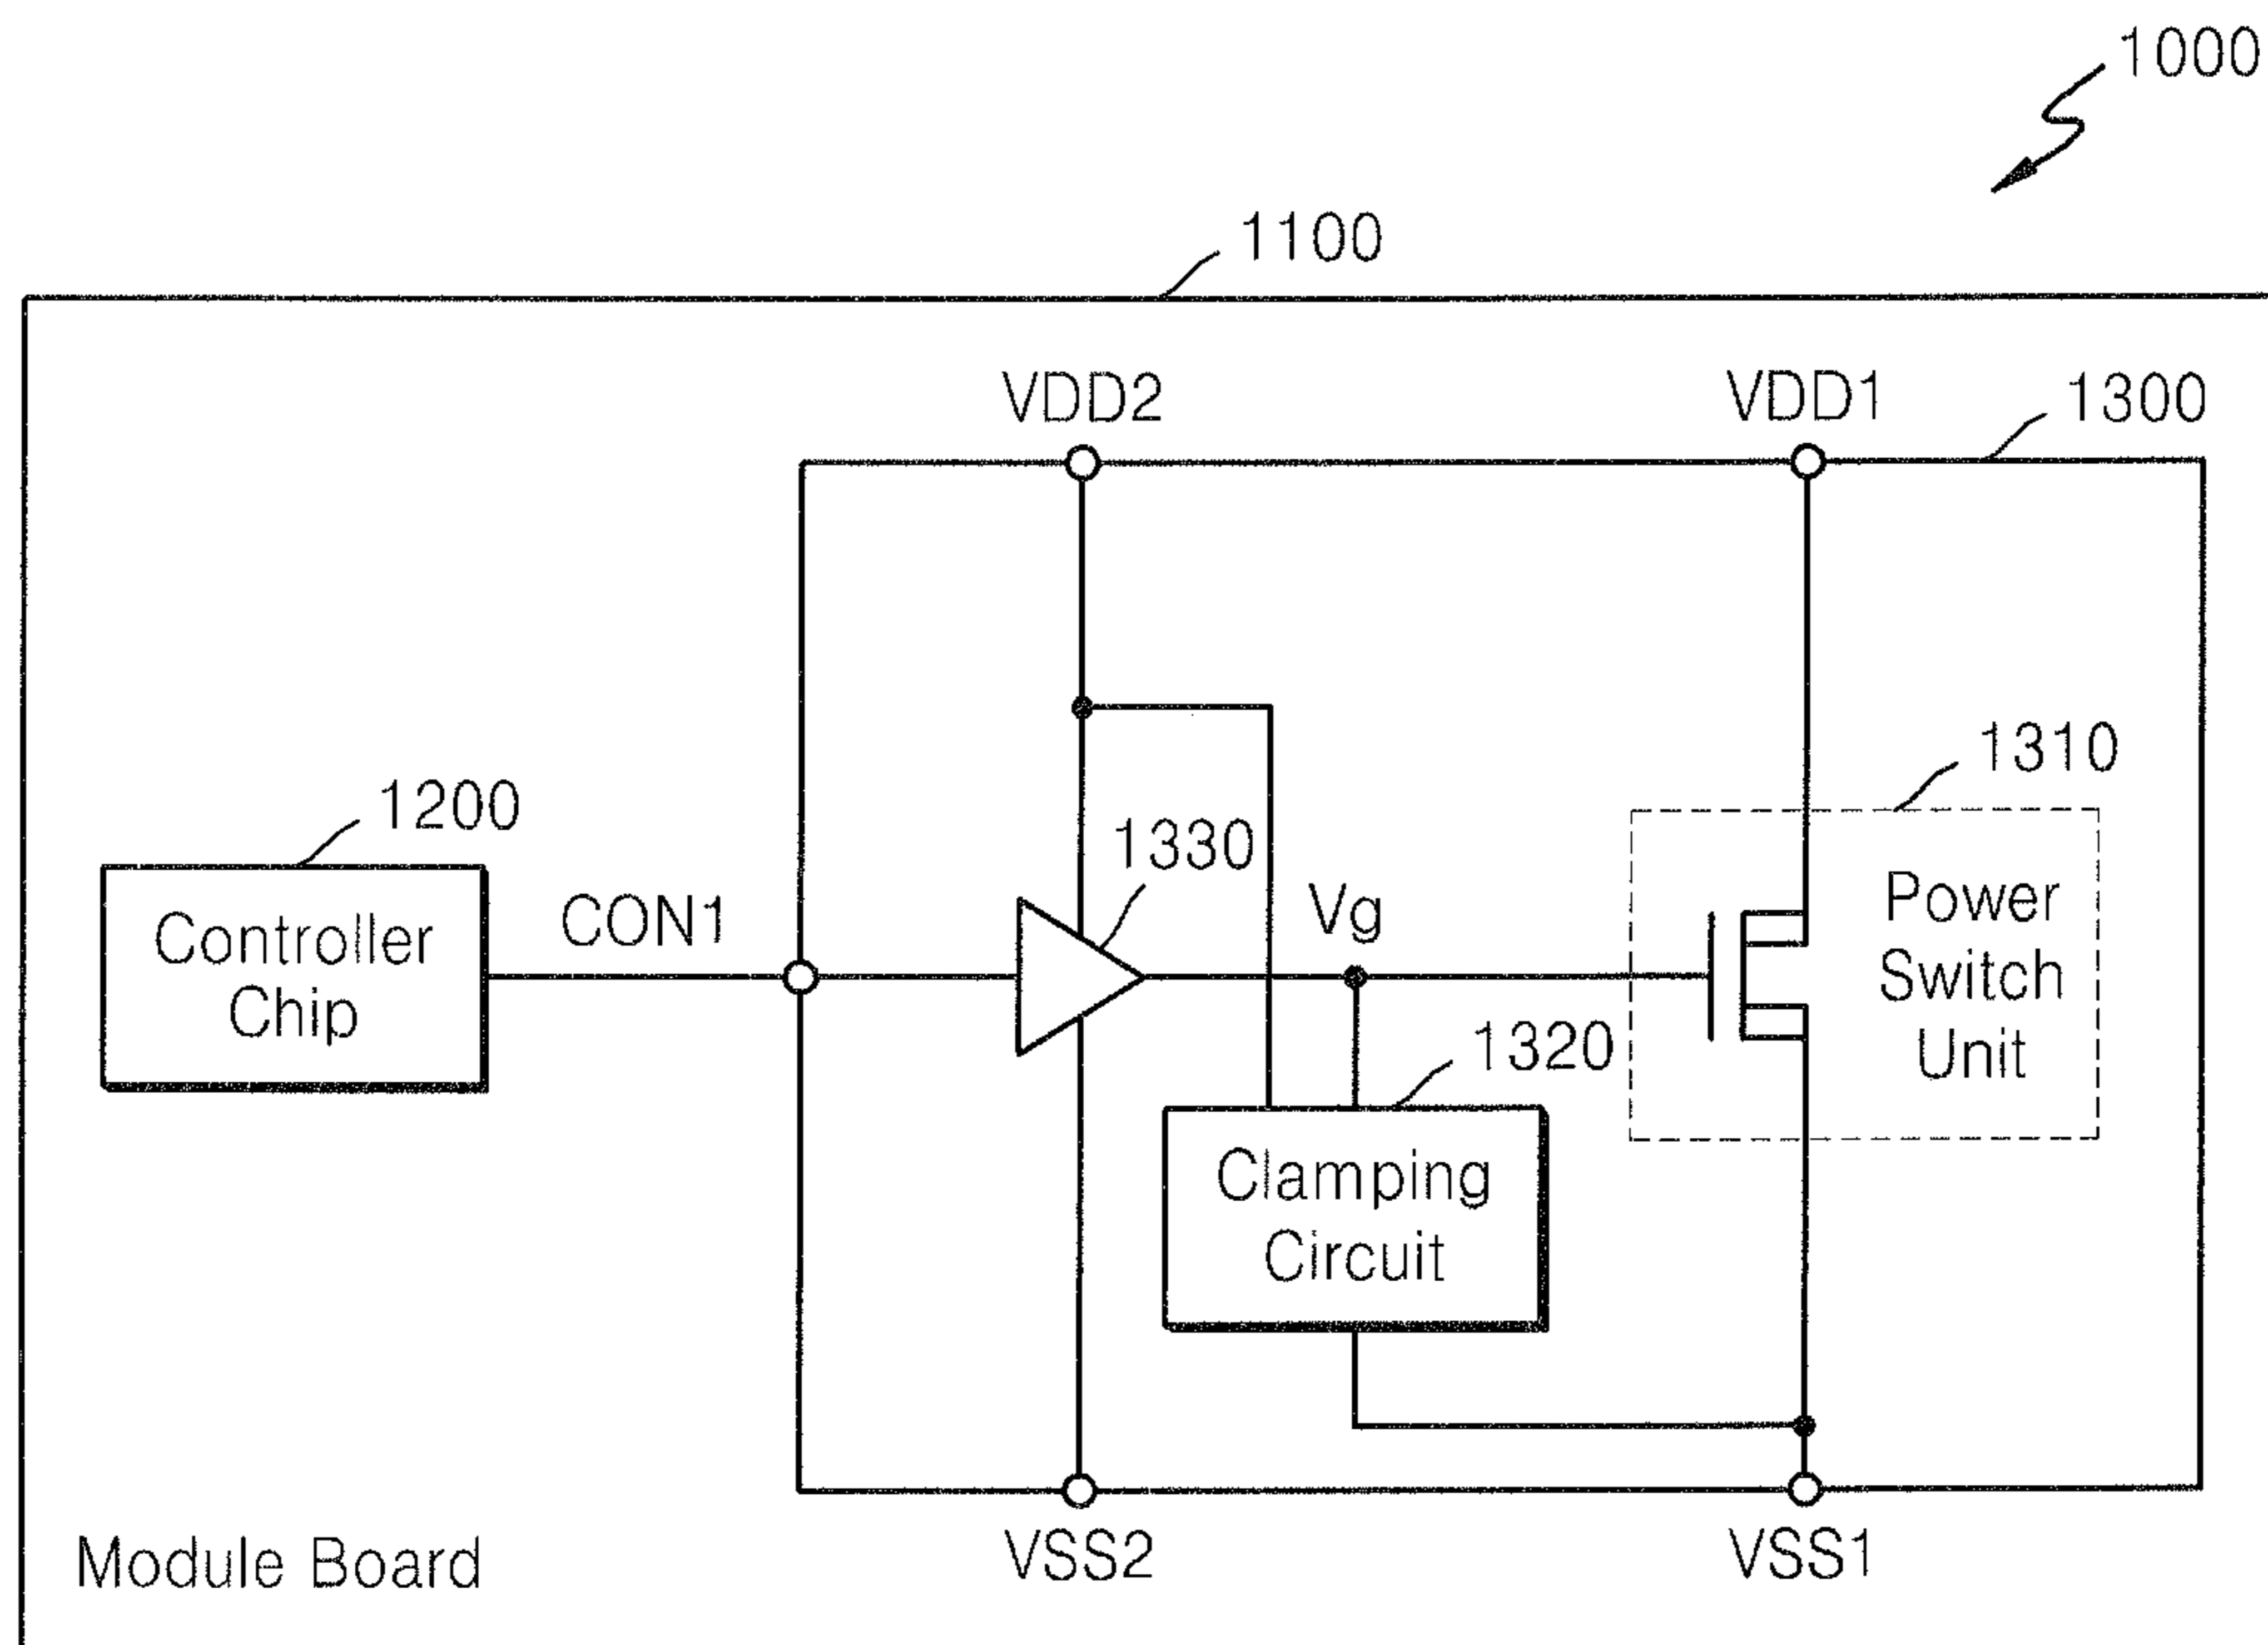 1000
1100
VDD2
VDD1
1300
1310
1200
1330
Controller
Chip
CON1
Vg
Power
Switch
Unit
1320
Clamping
Circuit
Module Board
VSS2
VSS1